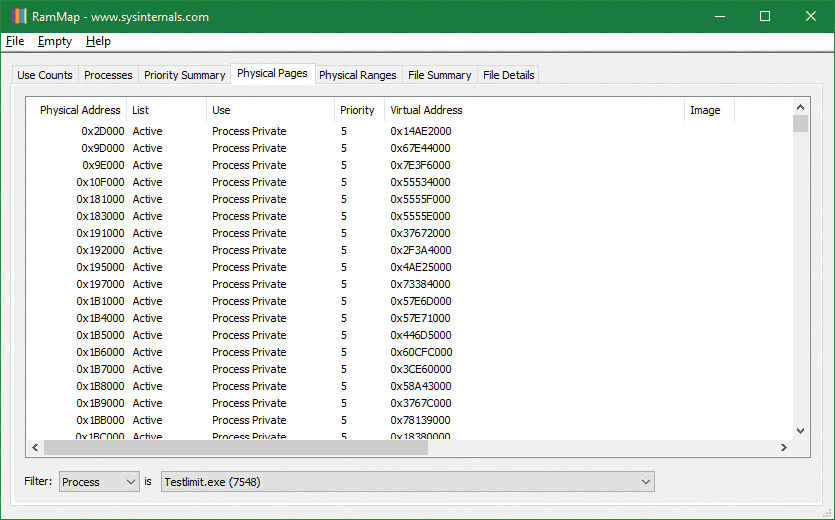 RamMap - www.sysinternals.com
File Empty Help
Use Counts Processes Priority Summary Physical Pages Physical Ranges File Summary File Details
Physical Address List Use Priority Virtual Address Image
0x2D000 Active Process Private 5 0x14AE2000
0x9D000 Active Process Private 5 0x67E44000
0x9E000 Active Process Private 5 0x7E3F6000
0x10F000 Active Process Private 5 0x55534000
0x181000 Active Process Private 5 0x5555F000
0x183000 Active Process Private 5 0x5555E000
0x191000 Active Process Private 5 0x37672000
0x192000 Active Process Private 5 0x2F3A4000
0x195000 Active Process Private 5 0x4AE25000
0x197000 Active Process Private 5 0x73384000
0x1B1000 Active Process Private 5 0x57E6D000
0x1B4000 Active Process Private 5 0x57E71000
0x1B5000 Active Process Private 5 0x446D5000
0x1B6000 Active Process Private 5 0x60CFC000
0x1B7000 Active Process Private 5 0x3CE60000
0x1B8000 Active Process Private 5 0x58A43000
0x1B9000 Active Process Private 5 0x3767C000
0x1BB000 Active Process Private 5 0x78139000
0x1BC000 Active Process Private 5 0x18380000
Filter: Process is Testlimit.exe (7548)